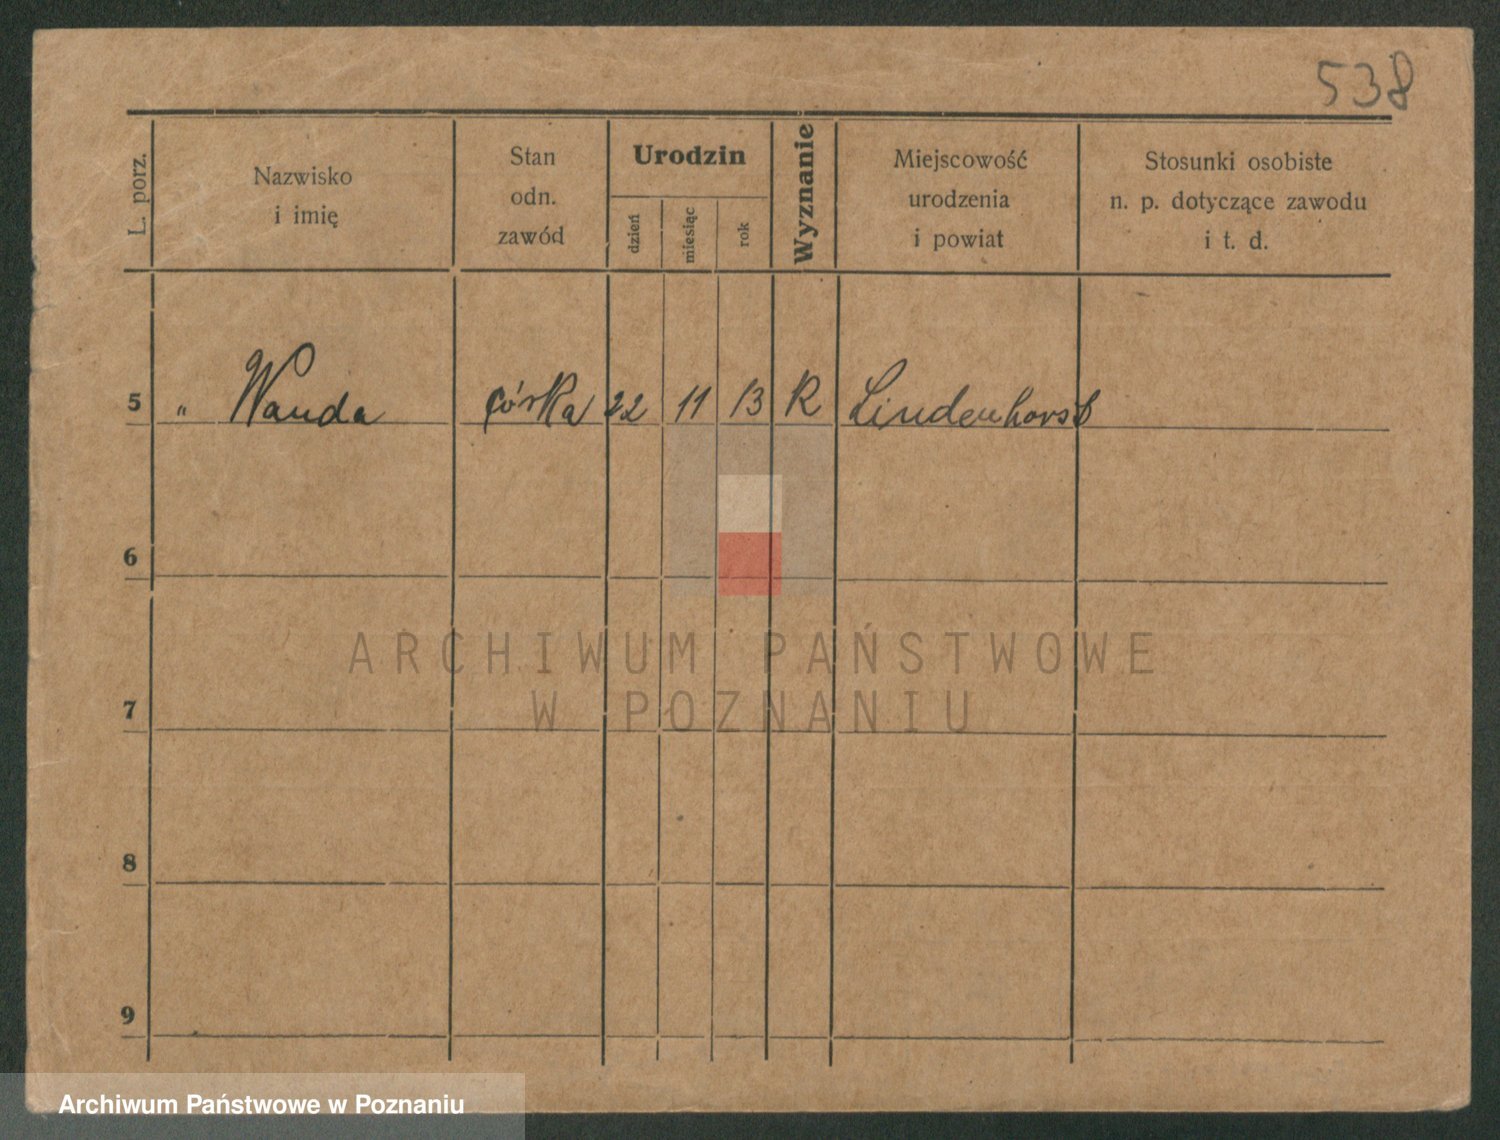 538
L. porz.
Nazwisko
i imię
Stan
odn.
zawód
Urodzin
dzień
miesiąc
rok
Wyznanie
Miejscowość
urodzenia
i powiat
Stosunki osobiste
n. p. dotyczące zawodu
i t. d.
5 " Wanda córka 22 11 13 R Lindenhorst
6
7
8
9
ARCHIWUM PAŃSTWOWE
W POZNANIU
Archiwum Państwowe w Poznaniu